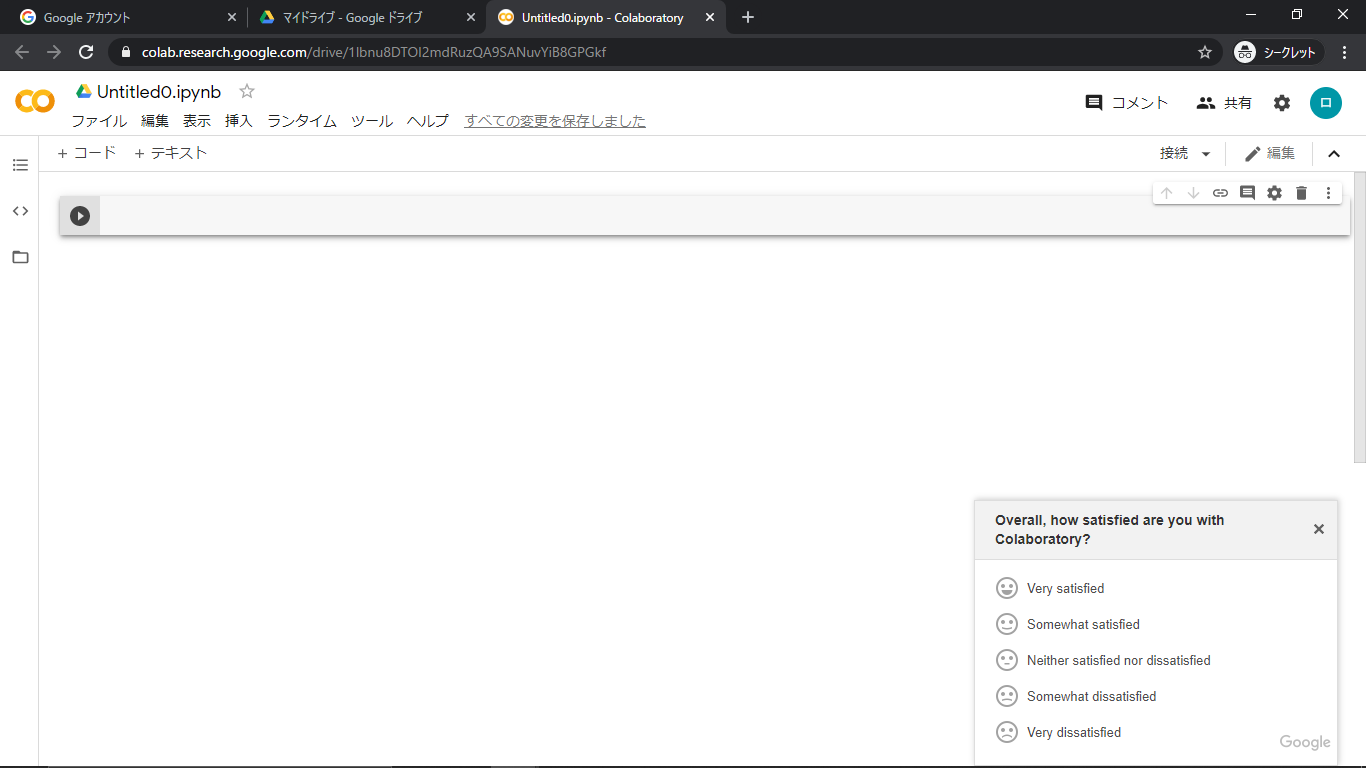 Google アカウント
マイドライブ - Google ドライブ
Untitled0.ipynb - Colaboratory
colab.research.google.com/drive/1lbnu8DTOI2mdRuzQA9SANuvYiB8GPGkf
シークレット
Untitled0.ipynb
コメント
共有
ロ
ファイル 編集 表示 挿入 ランタイム ツール ヘルプ すべての変更を保存しました
+ コード + テキスト
接続
編集
Overall, how satisfied are you with
Colaboratory?
Very satisfied
Somewhat satisfied
Neither satisfied nor dissatisfied
Somewhat dissatisfied
Very dissatisfied
Google